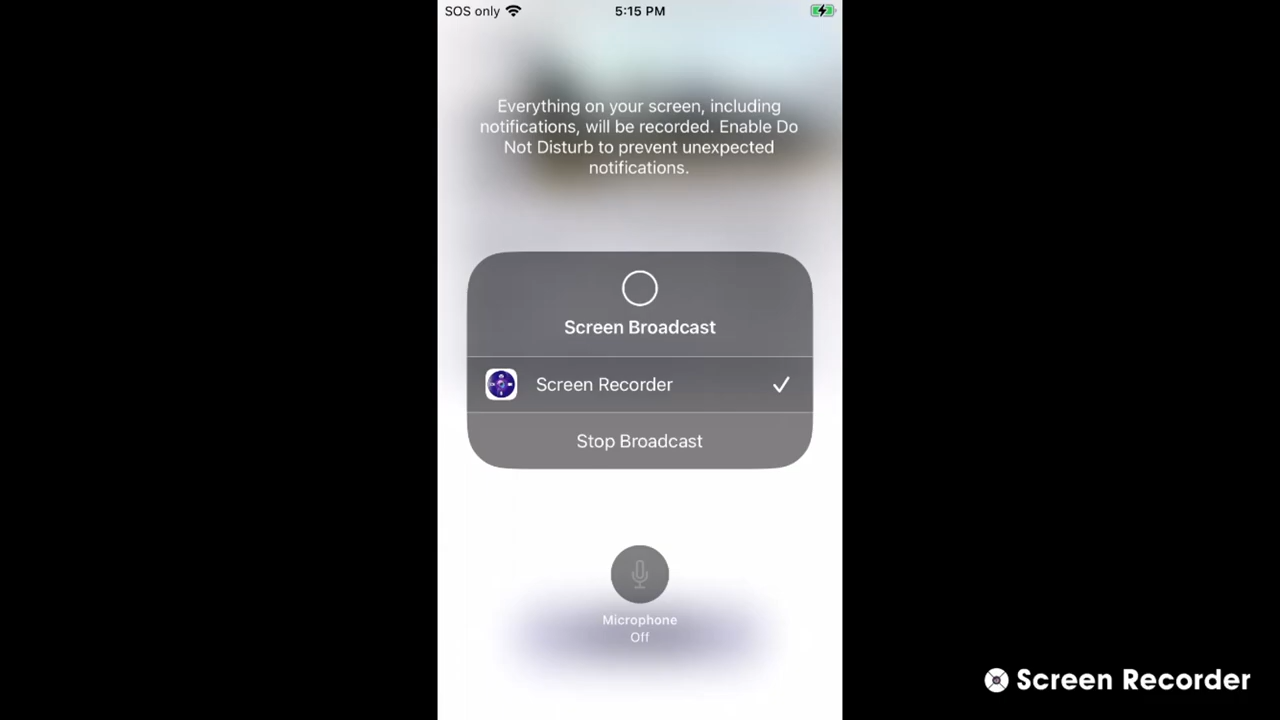 SOS only
5:15 PM
Everything on your screen, including
notifications, will be recorded. Enable Do
Not Disturb to prevent unexpected
notifications.
Screen Broadcast
Screen Recorder
Stop Broadcast
Microphone
Off
Screen Recorder